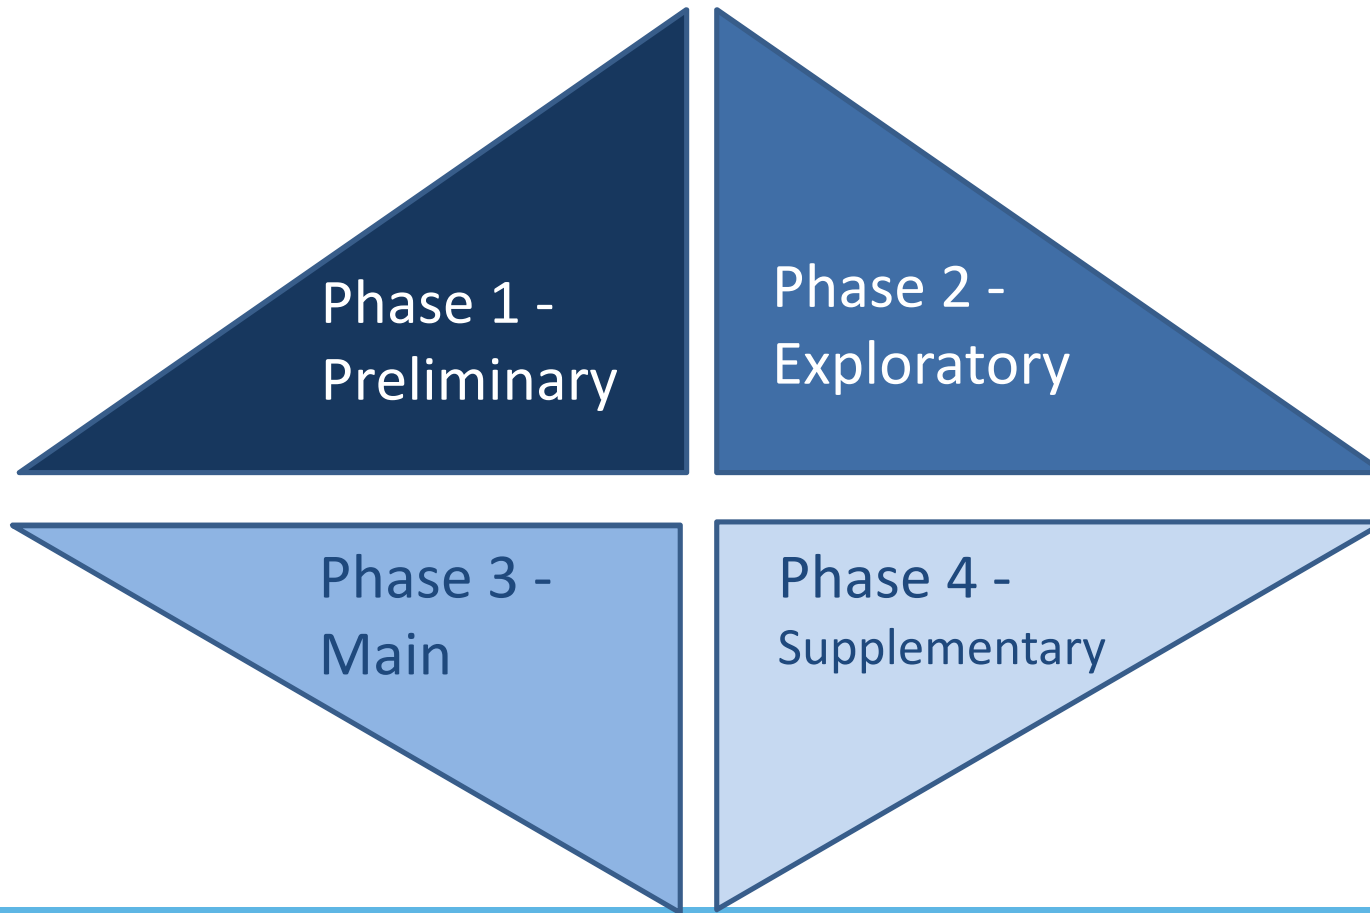 Phase 1 -
Preliminary
Phase 2 -
Exploratory
Phase 3 -
Main
Phase 4 -
Supplementary